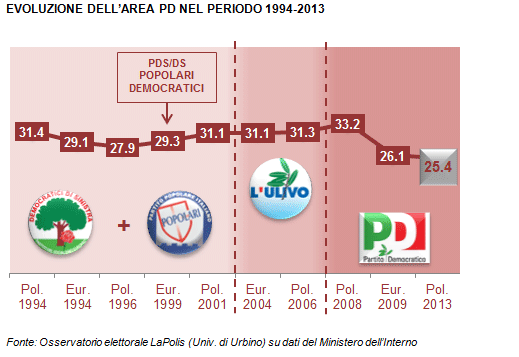 EVOLUZIONE DELL'AREA PD NEL PERIODO 1994-2013
PDS/DS
POPOLARI
DEMOCRATICI
31.4 29.1 27.9 29.3 31.1 31.1 31.3 33.2 26.1 25.4
DEMOCRATICI DI SINISTRA
+
PARTITO POPOLARE ITALIANO
POPOLARI
L'ULIVO
PD
Partito Democratico
Pol. Eur. Pol. Eur. Pol. Eur. Pol. Pol. Eur. Pol.
1994 1994 1996 1999 2001 2004 2006 2008 2009 2013
Fonte: Osservatorio elettorale LaPolis (Univ. di Urbino) su dati del Ministero dell'Interno